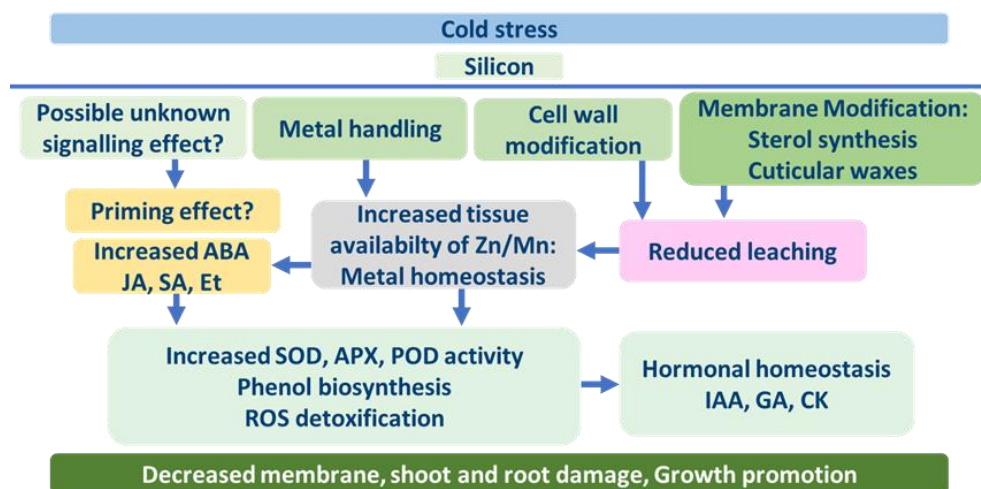 Cold stress
Silicon
Possible unknown
signalling effect?
Metal handling
Cell wall
modification
Membrane Modification:
Sterol synthesis
Cuticular waxes
Priming effect?
Increased ABA
JA, SA, Et
Increased tissue
availabilty of Zn/Mn:
Metal homeostasis
Reduced leaching
Increased SOD, APX, POD activity
Phenol biosynthesis
ROS detoxification
Hormonal homeostasis
IAA, GA, CK
Decreased membrane, shoot and root damage, Growth promotion